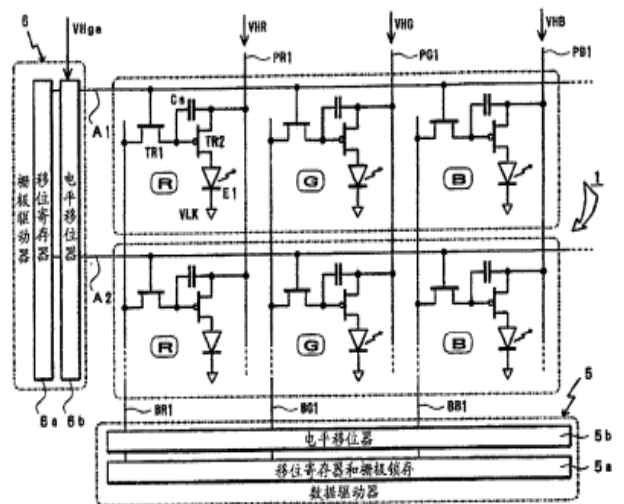 6
VHga
VHR
VHG
VHB
PR1
PG1
PB1
A1
Cs
TR1
TR2
R
G
B
E1
VLK
1
栅极驱动器
移位寄存器
电平移位器
A2
R
G
B
6a
6b
BR1
BG1
BB1
5
电平移位器
5b
移位寄存器和栅极锁存
5a
数据驱动器